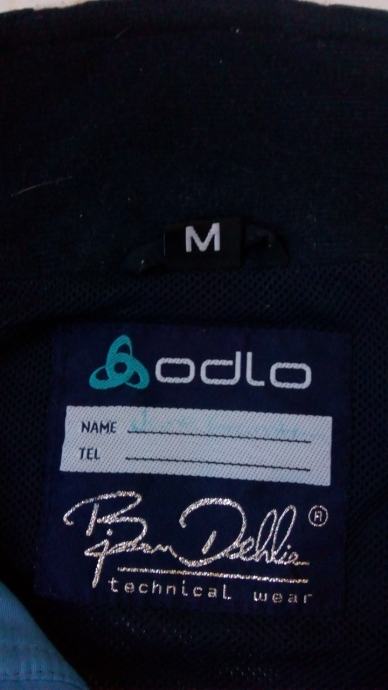 M
odlo
NAME
TEL
Bjørn Dæhlie ®
technical wear